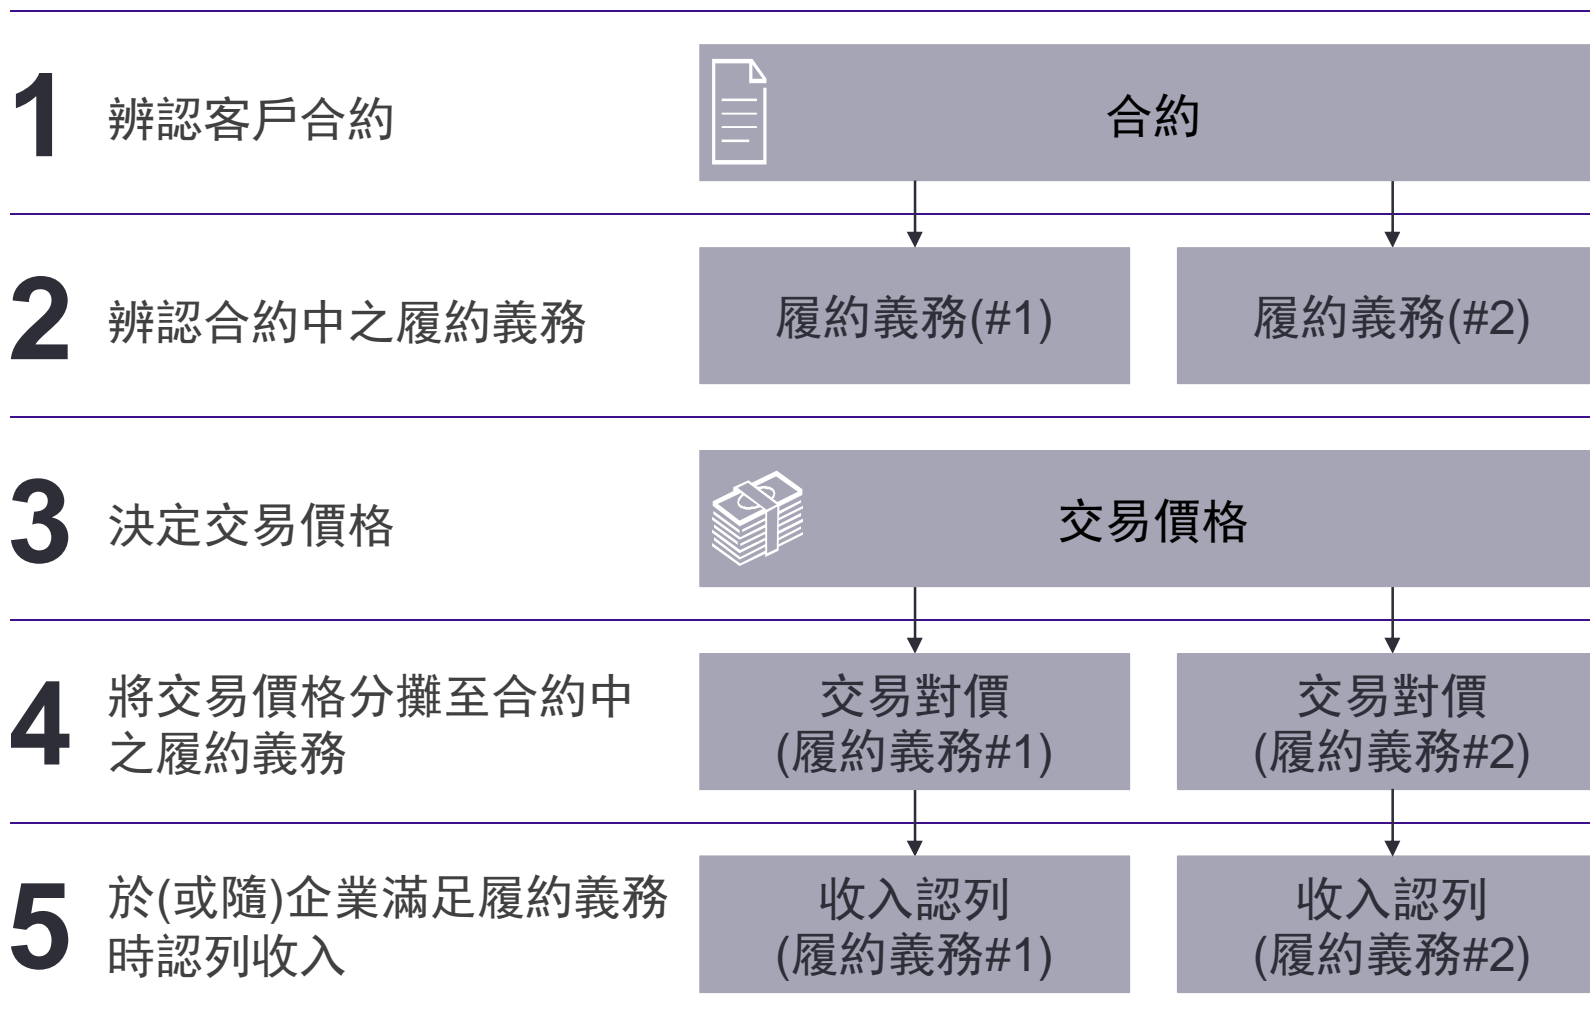 1
辨認客戶合約
合約
2
辨認合約中之履約義務
履約義務(#1)
履約義務(#2)
3
決定交易價格
交易價格
4
將交易價格分攤至合約中
之履約義務
交易對價
(履約義務#1)
交易對價
(履約義務#2)
5
於(或隨)企業滿足履約義務
時認列收入
收入認列
(履約義務#1)
收入認列
(履約義務#2)